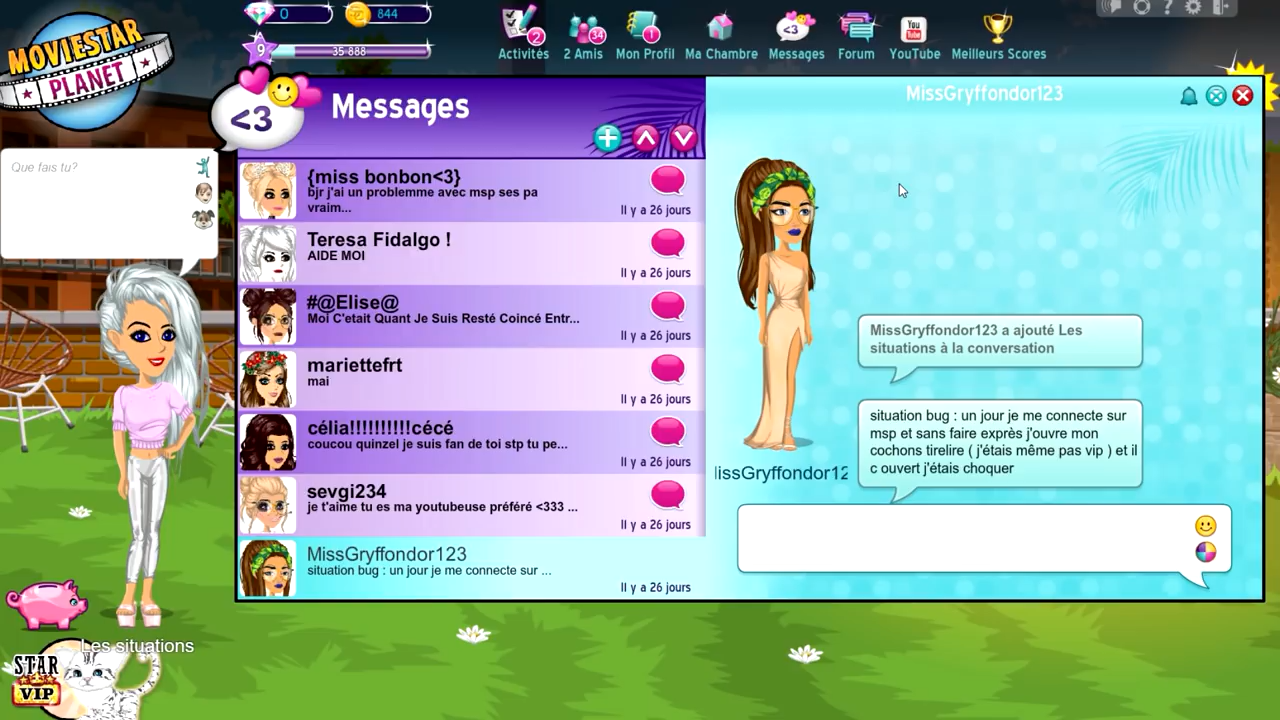 MOVIESTAR
PLANET
0
844
9
35 888
Activités
2
2 Amis
34
Mon Profil
1
Ma Chambre
Messages
<3
Forum
YouTube
You
Tube
Meilleurs Scores
Que fais tu?
<3
Messages
{miss bonbon<3}
bjr j'ai un problemme avec msp ses pa
vraim...
Il y a 26 jours
Teresa Fidalgo !
AIDE MOI
Il y a 26 jours
#@Elise@
Moi C'etait Quant Je Suis Resté Coincé Entr...
Il y a 26 jours
mariettefrt
mai
Il y a 26 jours
célia!!!!!!!!!!cécé
coucou quinzel je suis fan de toi stp tu pe...
Il y a 26 jours
sevgi234
je t'aime tu es ma youtubeuse préféré <333 ...
Il y a 26 jours
MissGryffondor123
situation bug : un jour je me connecte sur ...
Il y a 26 jours
MissGryffondor123
MissGryffondor123 a ajouté Les
situations à la conversation
situation bug : un jour je me connecte sur
msp et sans faire exprès j'ouvre mon
cochons tirelire ( j'étais même pas vip ) et il
c ouvert j'étais choquer
lissGryffondor12
Les situations
STAR
VIP